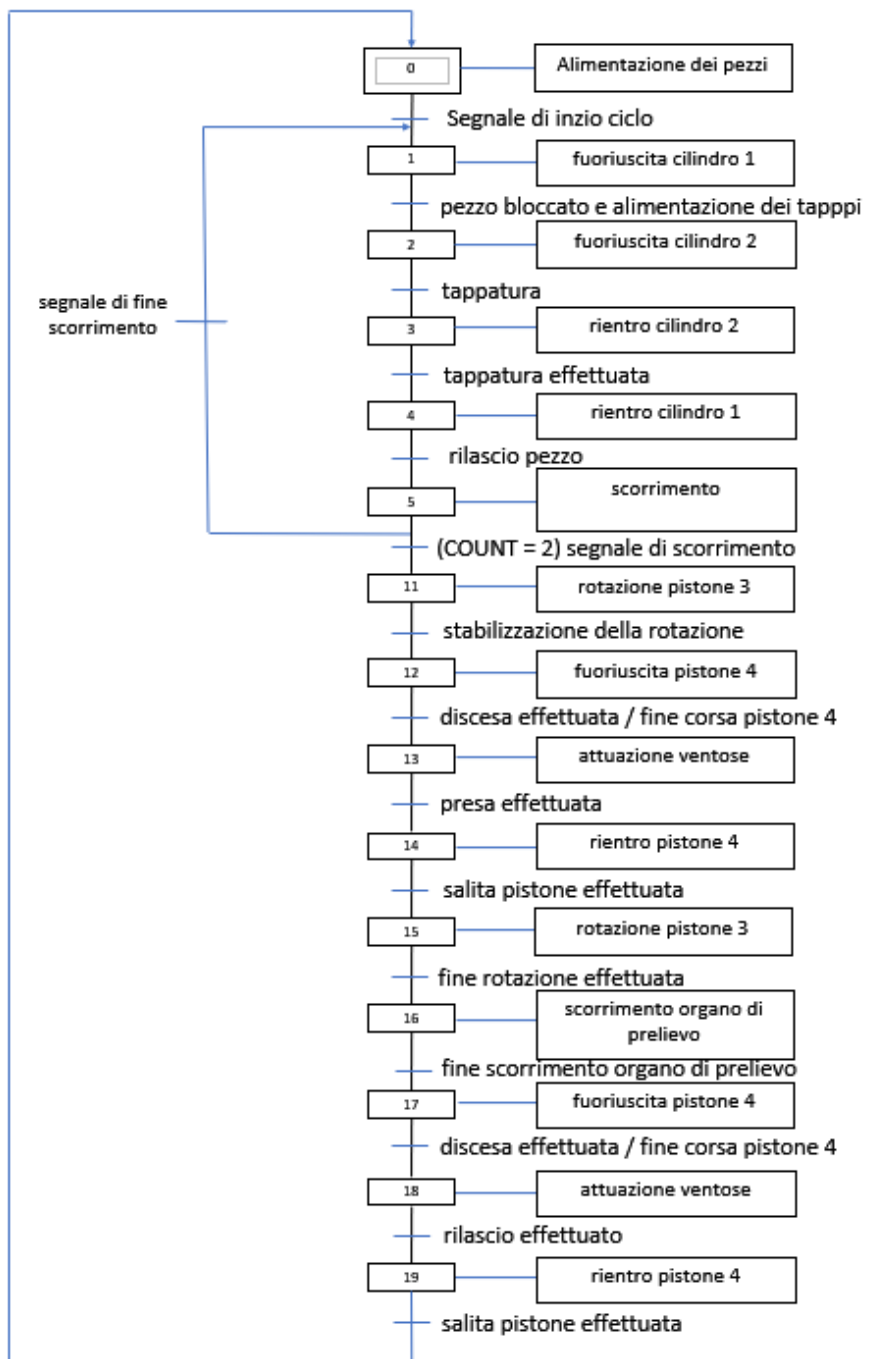 0
Alimentazione dei pezzi
Segnale di inzio ciclo
1
fuoriuscita cilindro 1
pezzo bloccato e alimentazione dei tapppi
2
fuoriuscita cilindro 2
tappatura
segnale di fine
scorrimento
3
rientro cilindro 2
tappatura effettuata
4
rientro cilindro 1
rilascio pezzo
5
scorrimento
(COUNT = 2) segnale di scorrimento
11
rotazione pistone 3
stabilizzazione della rotazione
12
fuoriuscita pistone 4
discesa effettuata / fine corsa pistone 4
13
attuazione ventose
presa effettuata
14
rientro pistone 4
salita pistone effettuata
15
rotazione pistone 3
fine rotazione effettuata
16
scorrimento organo di
prelievo
fine scorrimento organo di prelievo
17
fuoriuscita pistone 4
discesa effettuata / fine corsa pistone 4
18
attuazione ventose
rilascio effettuato
19
rientro pistone 4
salita pistone effettuata